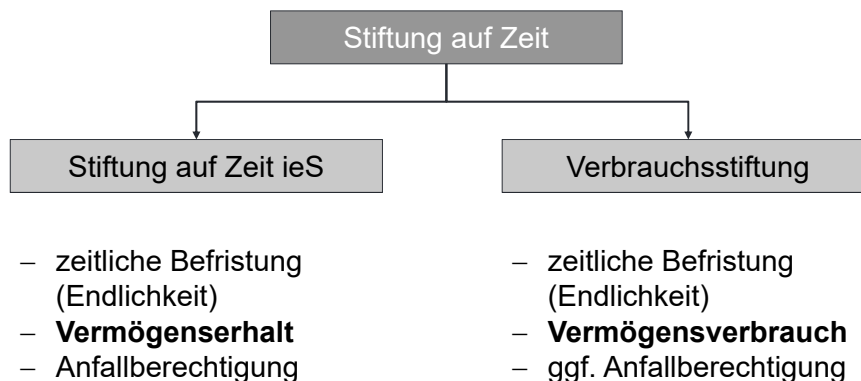 Stiftung auf Zeit
Stiftung auf Zeit ieS
Verbrauchsstiftung
– zeitliche Befristung
(Endlichkeit)
– Vermögenserhalt
– Anfallberechtigung
– zeitliche Befristung
(Endlichkeit)
– Vermögensverbrauch
– ggf. Anfallberechtigung